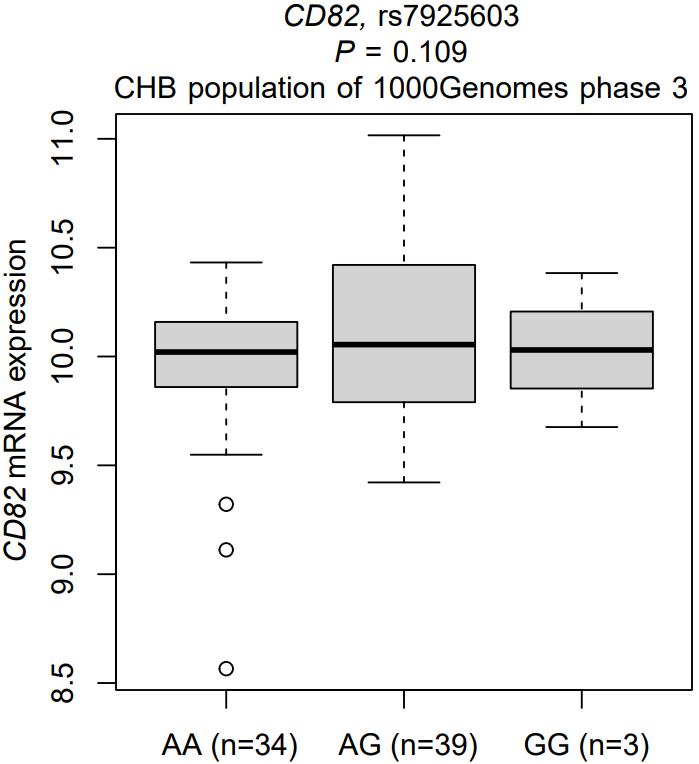 CD82, rs7925603
P = 0.109
CHB population of 1000Genomes phase 3
CD82 mRNA expression
11.0
10.5
10.0
9.5
9.0
8.5
AA (n=34)
AG (n=39)
GG (n=3)